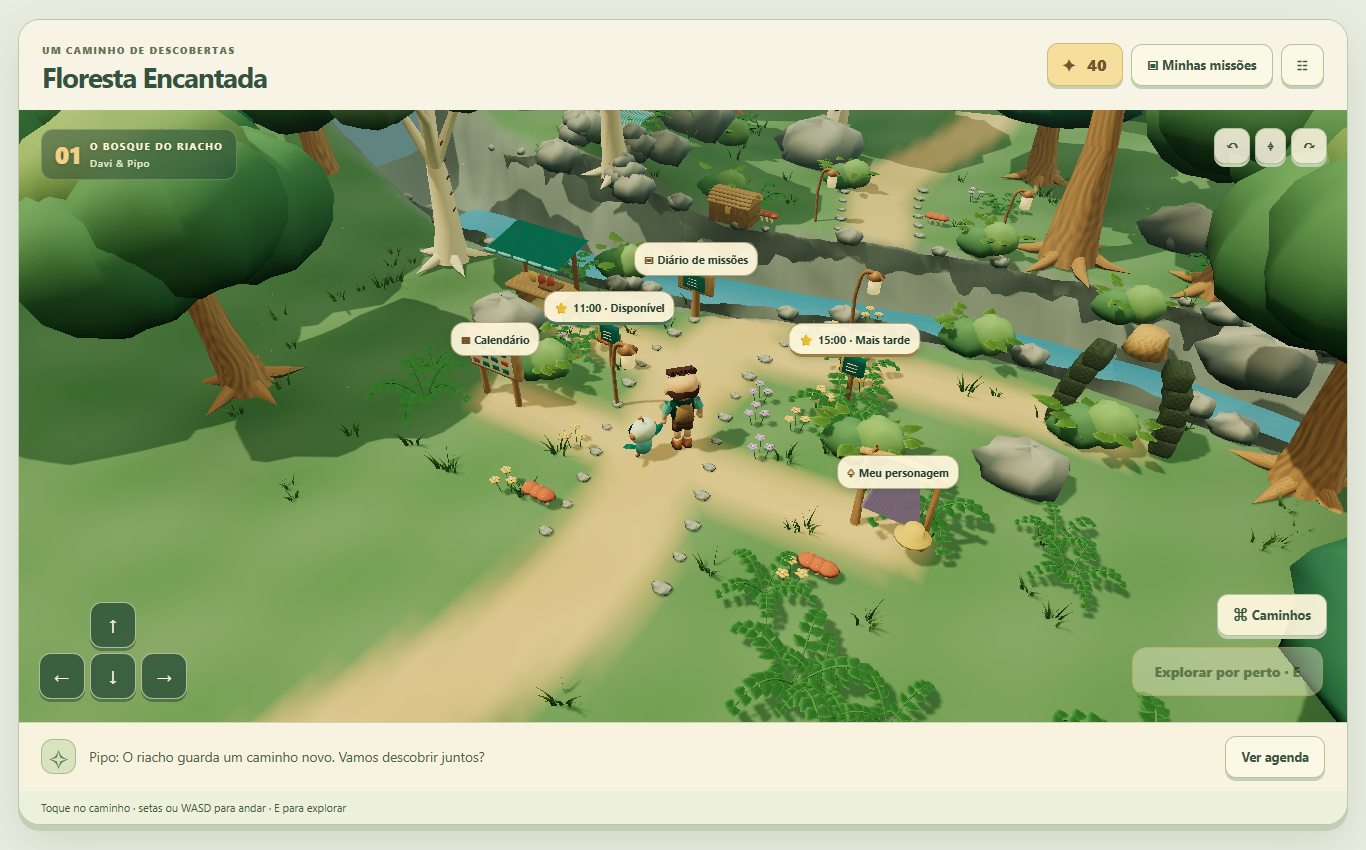 UM CAMINHO DE DESCOBERTAS
Floresta Encantada
40
Minhas missões
01
O BOSQUE DO RIACHO
Davi & Pipo
Diário de missões
11:00 · Disponível
Calendário
15:00 · Mais tarde
Meu personagem
Caminhos
Explorar por perto · E
Pipo: O riacho guarda um caminho novo. Vamos descobrir juntos?
Ver agenda
Toque no caminho · setas ou WASD para andar · E para explorar